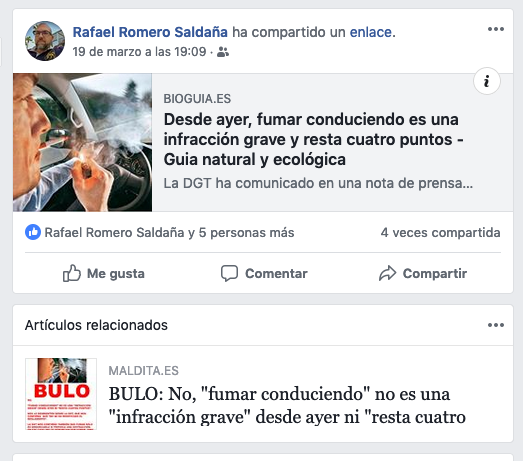 Rafael Romero Saldaña ha compartido un enlace.
19 de marzo a las 19:09 ·
BIOGUIA.ES
Desde ayer, fumar conduciendo es una
infracción grave y resta cuatro puntos -
Guia natural y ecológica
La DGT ha comunicado en una nota de prensa...
i
Rafael Romero Saldaña y 5 personas más
4 veces compartida
Me gusta
Comentar
Compartir
Artículos relacionados
MALDITA.ES
BULO
BULO: No, "fumar conduciendo" no es una
"infracción grave" desde ayer ni "resta cuatro